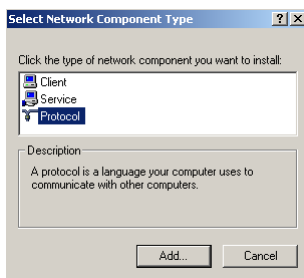 Select Network Component Type
Click the type of network component you want to install:
Client
Service
Protocol
Description
A protocol is a language your computer uses to
communicate with other computers.
Add...
Cancel